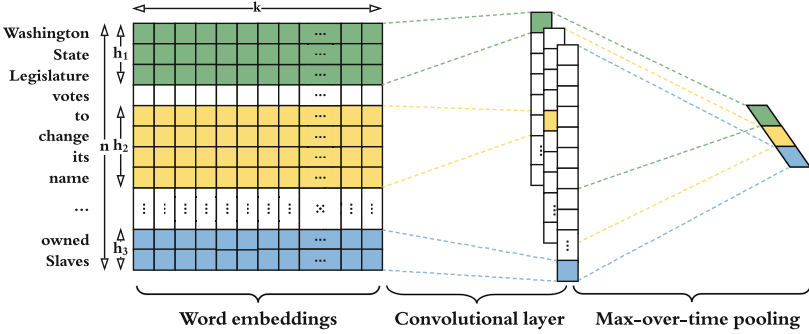 k
Washington
State
Legislature
votes
to
change
its
name
...
owned
Slaves
n
h1
h2
h3
...
...
...
...
...
...
...
...
...
...
Word embeddings
Convolutional layer
Max-over-time pooling